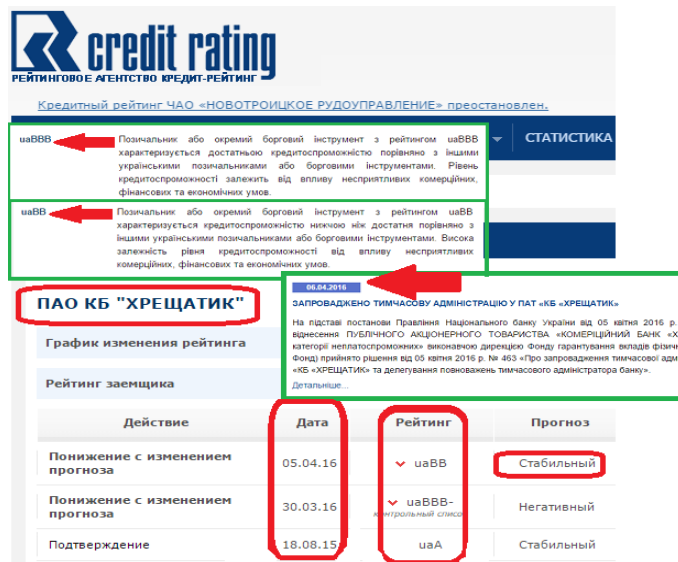 credit rating
РЕЙТИНГОВОЕ АГЕНТСТВО КРЕДИТ-РЕЙТИНГ
Кредитный рейтинг ЧАО «НОВОТРОИЦКОЕ РУДОУПРАВЛЕНИЕ» преостановлен.
СТАТИСТИКА
uaBBB
Позичальник або окремий борговий інструмент з рейтингом uaBBB
характеризується достатньою кредитоспроможністю порівняно з іншими
українськими позичальниками або борговими інструментами. Рівень
кредитоспроможності залежить від впливу несприятливих комерційних,
фінансових та економічних умов.
uaBB
Позичальник або окремий борговий інструмент з рейтингом uaBB
характеризується кредитоспроможністю нижчою ніж достатня порівняно з
іншими українськими позичальниками або борговими інструментами. Висока
залежність рівня кредитоспроможності від впливу несприятливих
комерційних, фінансових та економічних умов.
06.04.2016
ЗАПРОВАДЖЕНО ТИМЧАСОВУ АДМІНІСТРАЦІЮ У ПАТ «КБ «ХРЕЩАТИК»
На підставі постанови Правління Національного банку України від 05 квітня 2016 р.
віднесення ПУБЛІЧНОГО АКЦІОНЕРНОГО ТОВАРИСТВА «КОМЕРЦІЙНИЙ БАНК «Х
категорії неплатоспроможних» виконавчою дирекцією Фонду гарантування вкладів фізич
Фонд) прийнято рішення від 05 квітня 2016 р. № 463 «Про запровадження тимчасової адм
«КБ «ХРЕЩАТИК» та делегування повноважень тимчасового адміністратора банку».
Детальніше...
ПАО КБ "ХРЕЩАТИК"
График изменения рейтинга
Рейтинг заемщика
Действие Дата Рейтинг Прогноз
Понижение с изменением
прогноза 05.04.16 uaBB Стабильный
Понижение с изменением
прогноза 30.03.16 uaBBB- Негативный
контрольный список
Подтверждение 18.08.15 uaA Стабильный